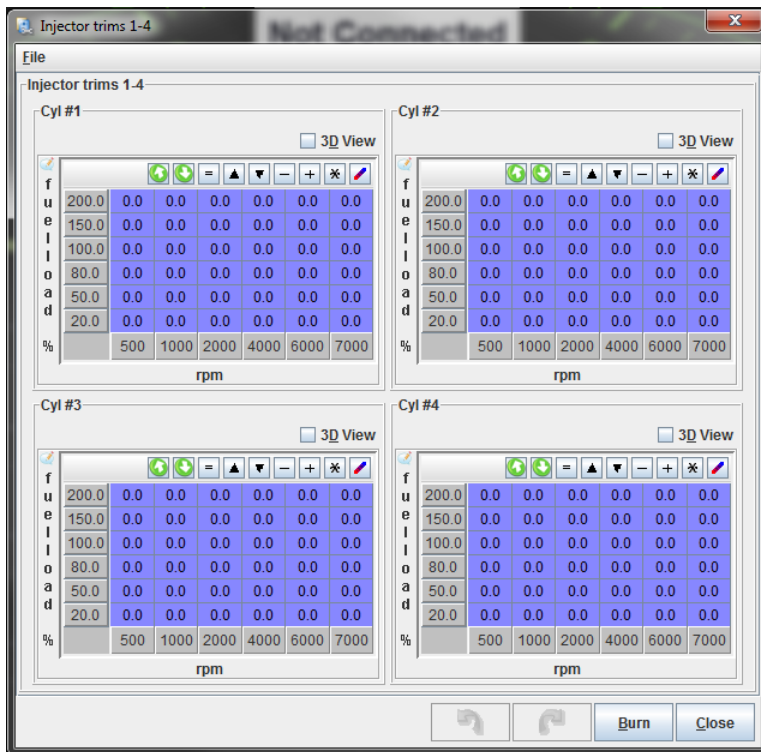 Injector trims 1-4
Not Connected
File
Injector trims 1-4
Cyl #1
3D View
= - + *
fuelload
200.0 0.0 0.0 0.0 0.0 0.0 0.0
150.0 0.0 0.0 0.0 0.0 0.0 0.0
100.0 0.0 0.0 0.0 0.0 0.0 0.0
80.0 0.0 0.0 0.0 0.0 0.0 0.0
50.0 0.0 0.0 0.0 0.0 0.0 0.0
20.0 0.0 0.0 0.0 0.0 0.0 0.0
% 500 1000 2000 4000 6000 7000
rpm
Cyl #2
3D View
= - + *
fuelload
200.0 0.0 0.0 0.0 0.0 0.0 0.0
150.0 0.0 0.0 0.0 0.0 0.0 0.0
100.0 0.0 0.0 0.0 0.0 0.0 0.0
80.0 0.0 0.0 0.0 0.0 0.0 0.0
50.0 0.0 0.0 0.0 0.0 0.0 0.0
20.0 0.0 0.0 0.0 0.0 0.0 0.0
% 500 1000 2000 4000 6000 7000
rpm
Cyl #3
3D View
= - + *
fuelload
200.0 0.0 0.0 0.0 0.0 0.0 0.0
150.0 0.0 0.0 0.0 0.0 0.0 0.0
100.0 0.0 0.0 0.0 0.0 0.0 0.0
80.0 0.0 0.0 0.0 0.0 0.0 0.0
50.0 0.0 0.0 0.0 0.0 0.0 0.0
20.0 0.0 0.0 0.0 0.0 0.0 0.0
% 500 1000 2000 4000 6000 7000
rpm
Cyl #4
3D View
= - + *
fuelload
200.0 0.0 0.0 0.0 0.0 0.0 0.0
150.0 0.0 0.0 0.0 0.0 0.0 0.0
100.0 0.0 0.0 0.0 0.0 0.0 0.0
80.0 0.0 0.0 0.0 0.0 0.0 0.0
50.0 0.0 0.0 0.0 0.0 0.0 0.0
20.0 0.0 0.0 0.0 0.0 0.0 0.0
% 500 1000 2000 4000 6000 7000
rpm
Burn
Close